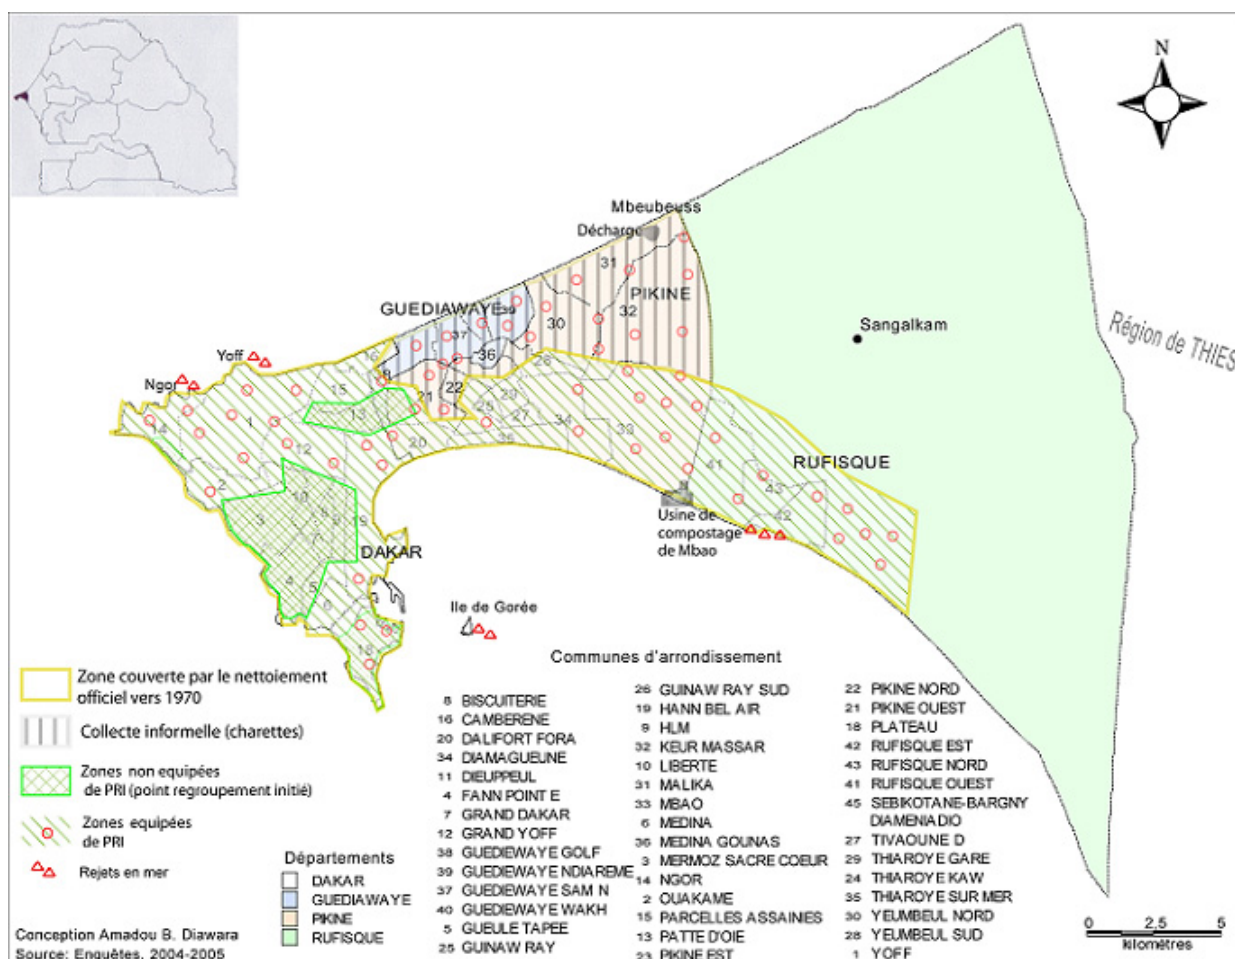 N
Mbeubeuss
Décharge
31
PIKINE
GUEDIAWAYE
39
30
32
37
36
Sangalkam
Région de THIES
Yoff
16
Ngor
15
8
22
21
28
29
25
27
13
14
1
12
20
35
34
33
41
RUFISQUE
43
42
2
10
3
8
9
19
Usine de
compostage
de Mbao
DAKAR
4
5
6
18
Ile de Gorée
Zone couverte par le nettoiement
officiel vers 1970
Collecte informelle (charettes)
Zones non equipées
de PRI (point regroupement initié)
Zones equipées
de PRI
Rejets en mer
Départements
DAKAR
GUEDIAWAYE
PIKINE
RUFISQUE
Conception Amadou B. Diawara
Source: Enquêtes, 2004-2005
Communes d'arrondissement
8 BISCUITERIE
16 CAMBERENE
20 DALIFORT FORA
34 DIAMAGUEUNE
11 DIEUPPEUL
4 FANN POINT E
7 GRAND DAKAR
12 GRAND YOFF
38 GUEDIEWAYE GOLF
39 GUEDIEWAYE NDIAREME
37 GUEDIEWAYE SAM N
40 GUEDIEWAYE WAKH
5 GUEULE TAPEE
25 GUINAW RAY
26 GUINAW RAY SUD
19 HANN BEL AIR
9 HLM
32 KEUR MASSAR
10 LIBERTE
31 MALIKA
33 MBAO
6 MEDINA
36 MEDINA GOUNAS
3 MERMOZ SACRE COEUR
14 NGOR
2 OUAKAME
15 PARCELLES ASSAINIES
13 PATTE D'OIE
23 PIKINE EST
22 PIKINE NORD
21 PIKINE OUEST
18 PLATEAU
42 RUFISQUE EST
43 RUFISQUE NORD
41 RUFISQUE OUEST
45 SEBIKOTANE-BARGNY
DIAMENIADIO
27 TIVAOUNE D
29 THIAROYE GARE
24 THIAROYE KAW
35 THIAROYE SUR MER
30 YEUMBEUL NORD
28 YEUMBEUL SUD
1 YOFF
0 2,5 5
kilomètres